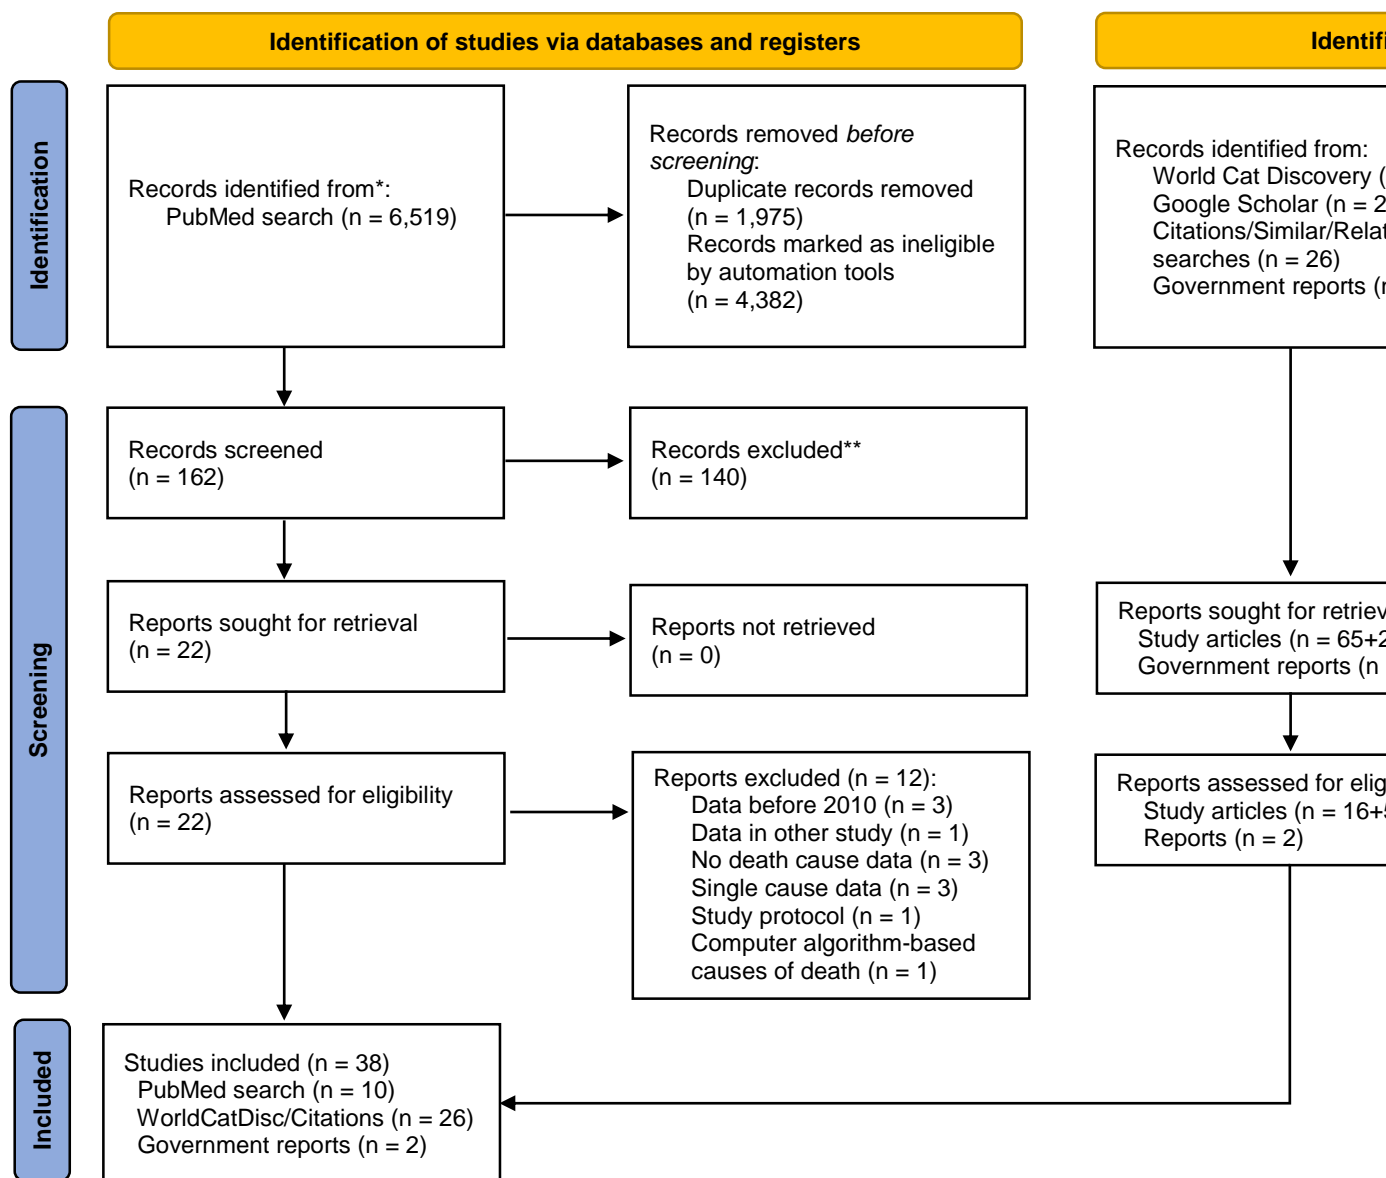 Identification of studies via databases and registers
Identification
Records identified from*:
PubMed search (n = 6,519)
Records removed before
screening:
Duplicate records removed
(n = 1,975)
Records marked as ineligible
by automation tools
(n = 4,382)
Records identified from:
World Cat Discovery (
Google Scholar (n = 2
Citations/Similar/Relat
searches (n = 26)
Government reports (
Screening
Records screened
(n = 162)
Records excluded**
(n = 140)
Reports sought for retrieval
(n = 22)
Reports not retrieved
(n = 0)
Reports sought for
Study articles (n = 65+2
Government reports (n
Reports assessed for eligibility
(n = 22)
Reports excluded (n = 12):
Data before 2010 (n = 3)
Data in other study (n = 1)
No death cause data (n = 3)
Single cause data (n = 3)
Study protocol (n = 1)
Computer algorithm-based
causes of death (n = 1)
Reports assessed for
Study articles (n = 16+
Reports (n = 2)
Included
Studies included (n = 38)
PubMed search (n = 10)
WorldCatDisc/Citations (n = 26)
Government reports (n = 2)